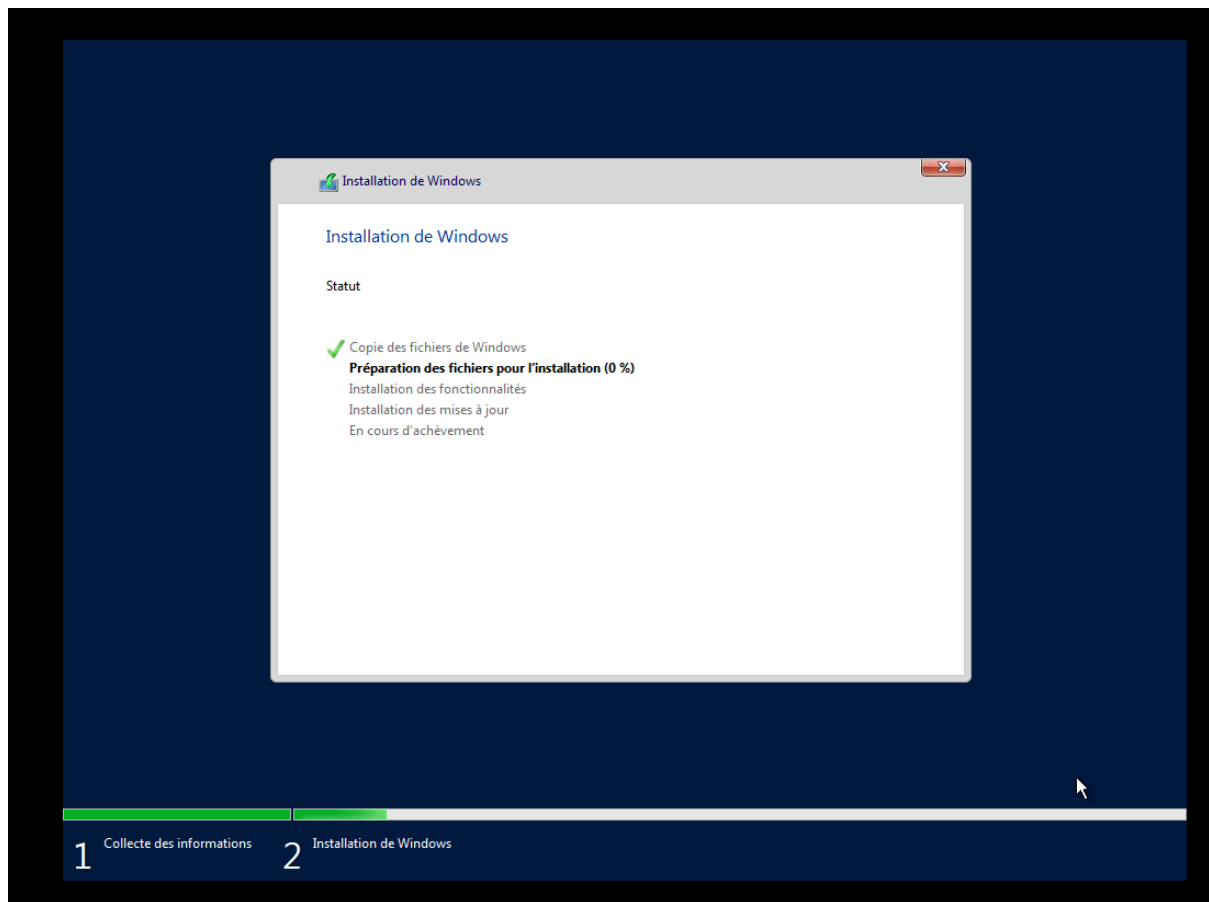 Installation de Windows
Installation de Windows
Statut
Copie des fichiers de Windows
Préparation des fichiers pour l'installation (0 %)
Installation des fonctionnalités
Installation des mises à jour
En cours d'achèvement
1 Collecte des informations 2 Installation de Windows